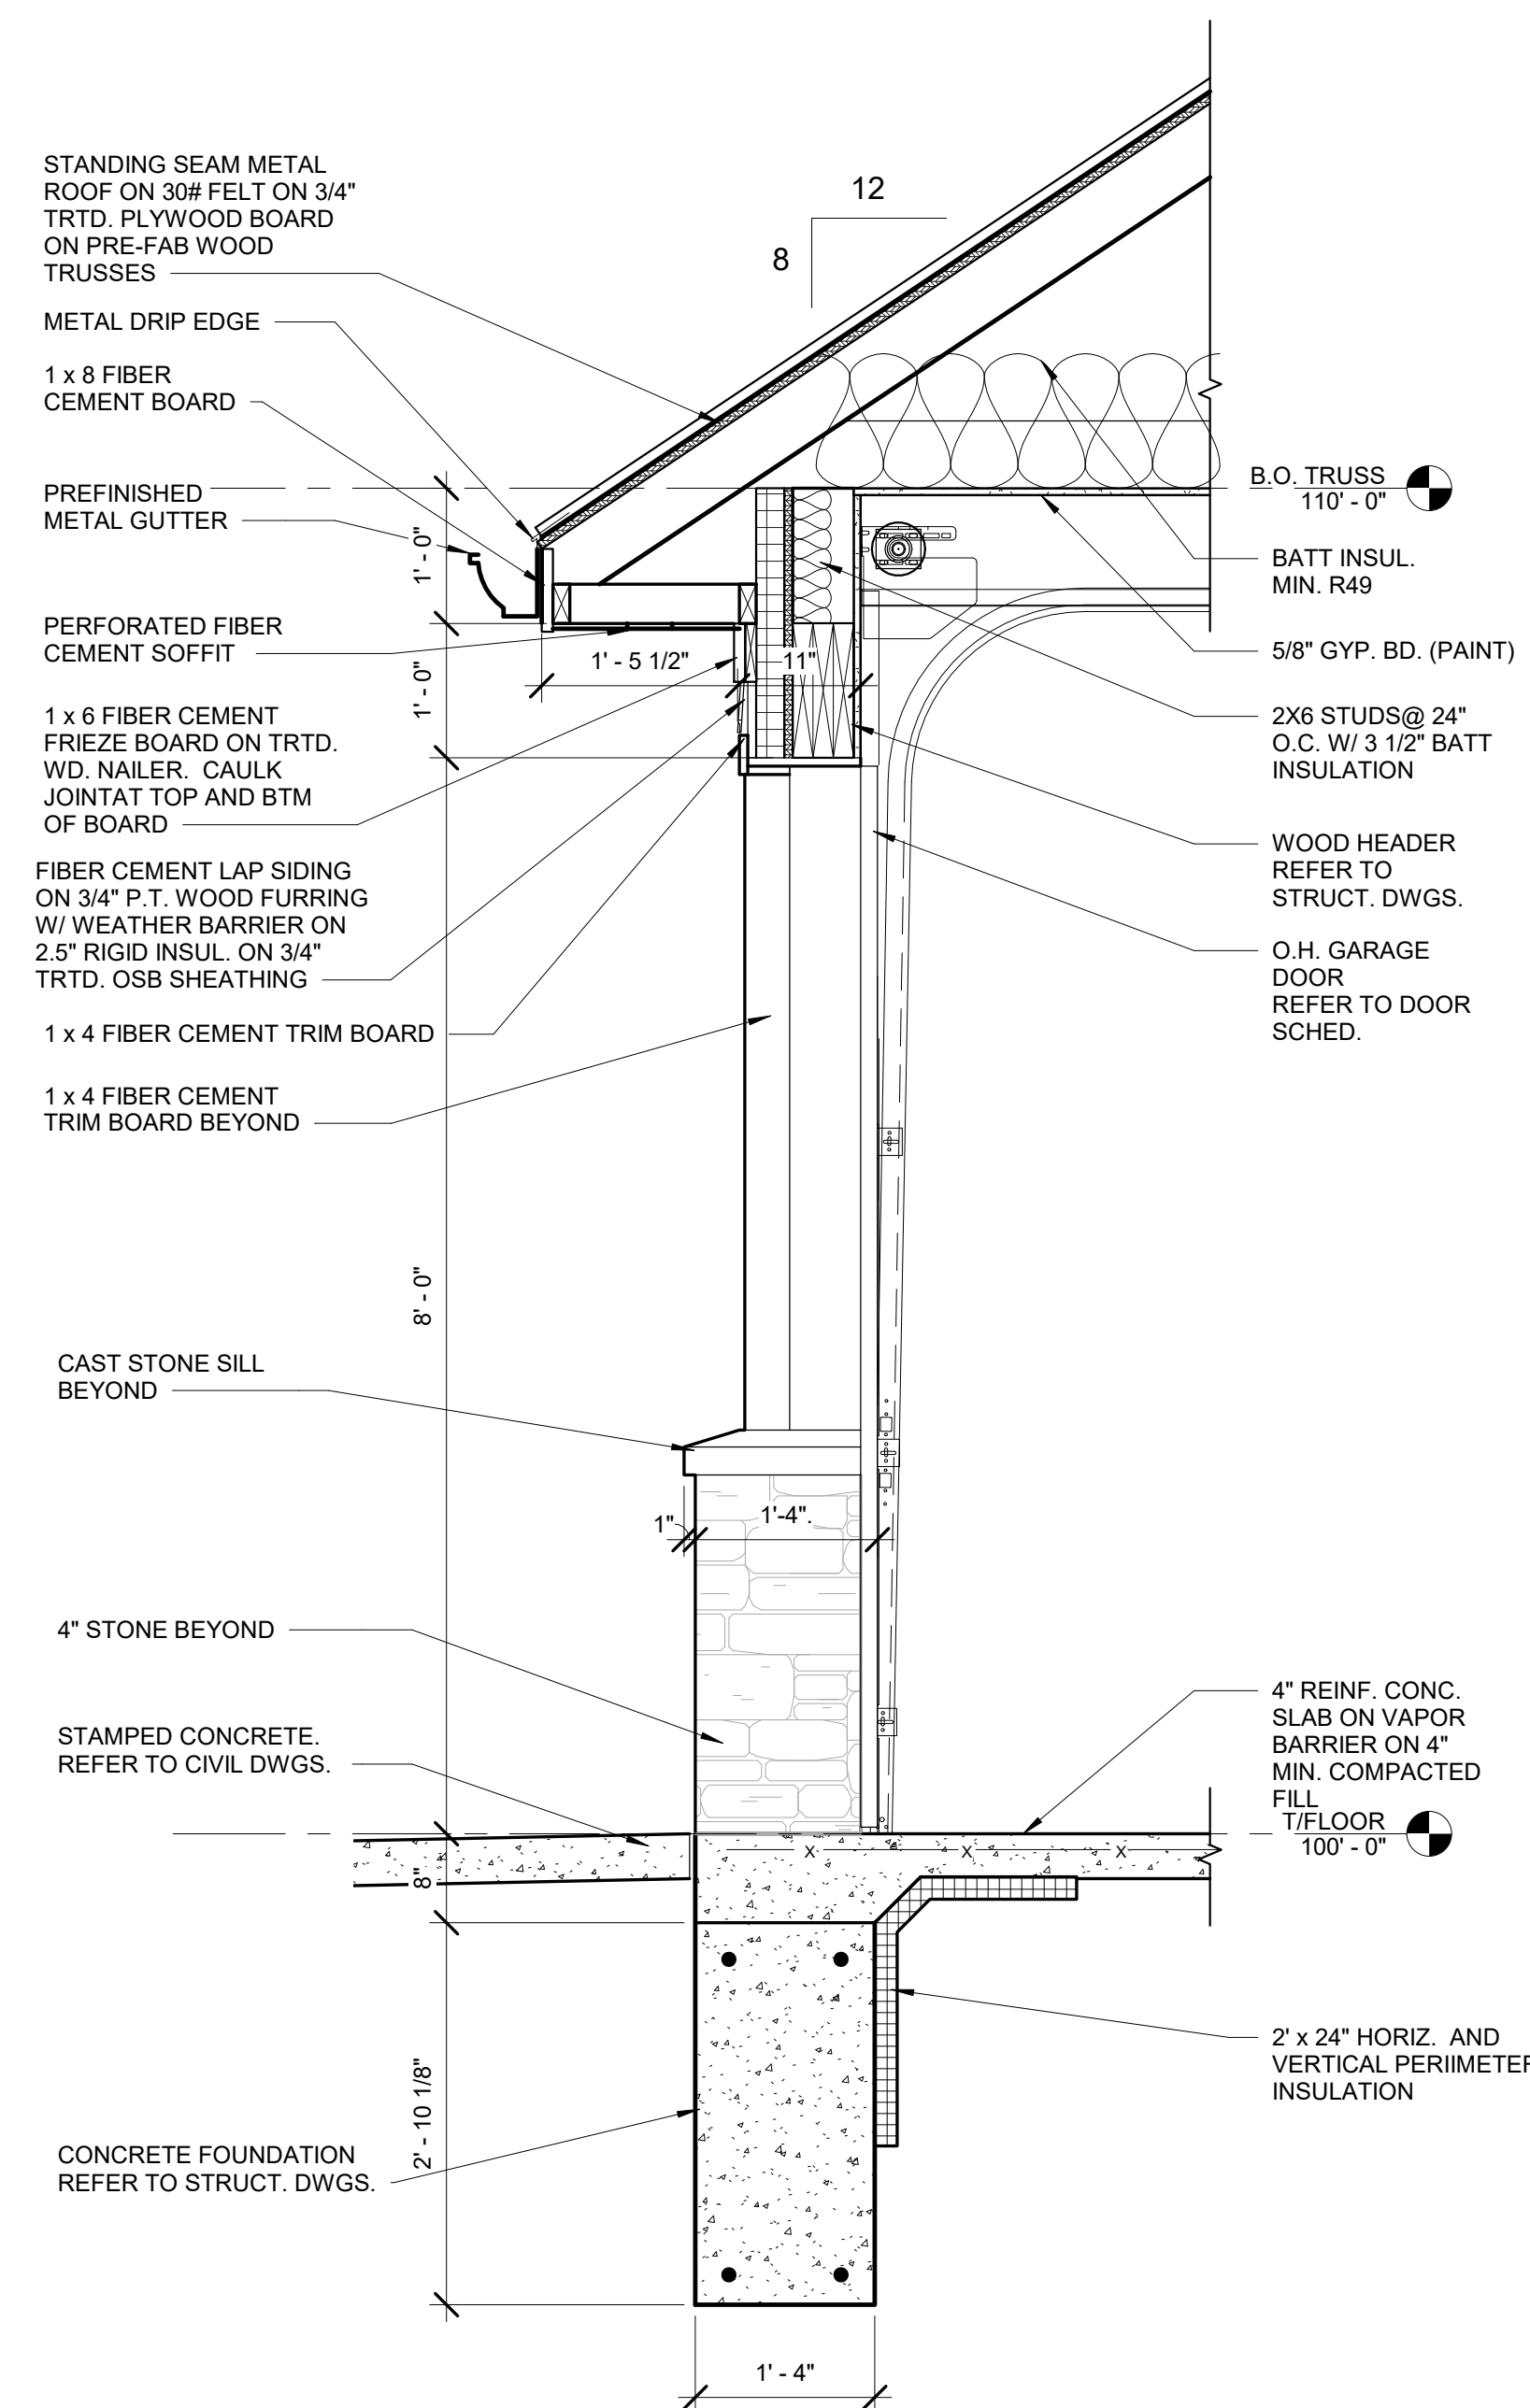 STANDING SEAM METAL
ROOF ON 30# FELT ON 3/4"
TRTD. PLYWOOD BOARD
ON PRE-FAB WOOD
TRUSSES
METAL DRIP EDGE
1 x 8 FIBER
CEMENT BOARD
PREFINISHED
METAL GUTTER
PERFORATED FIBER
CEMENT SOFFIT
1 x 6 FIBER CEMENT
FRIEZE BOARD ON TRTD.
WD. NAILER.  CAULK
JOINTAT TOP AND BTM
OF BOARD
FIBER CEMENT LAP SIDING
ON 3/4" P.T. WOOD FURRING
W/ WEATHER BARRIER ON
2.5" RIGID INSUL. ON 3/4"
TRTD. OSB SHEATHING
1 x 4 FIBER CEMENT TRIM BOARD
1 x 4 FIBER CEMENT
TRIM BOARD BEYOND
CAST STONE SILL
BEYOND
4" STONE BEYOND
STAMPED CONCRETE.
REFER TO CIVIL DWGS.
CONCRETE FOUNDATION
REFER TO STRUCT. DWGS.
1' - 0"
1' - 0"
8' - 0"
8"
2' - 10 1/8"
12
8
1' - 5 1/2"
11"
1"
1'-4".
X
X
X
1' - 4"
B.O. TRUSS
110' - 0"
BATT INSUL.
MIN. R49
5/8" GYP. BD. (PAINT)
2X6 STUDS@ 24"
O.C. W/ 3 1/2" BATT
INSULATION
WOOD HEADER
REFER TO
STRUCT. DWGS.
O.H. GARAGE
DOOR
REFER TO DOOR
SCHED.
4" REINF. CONC.
SLAB ON VAPOR
BARRIER ON 4"
MIN. COMPACTED
FILL
T/FLOOR
100' - 0"
2' x 24" HORIZ.  AND
VERTICAL PERIIMETER
INSULATION